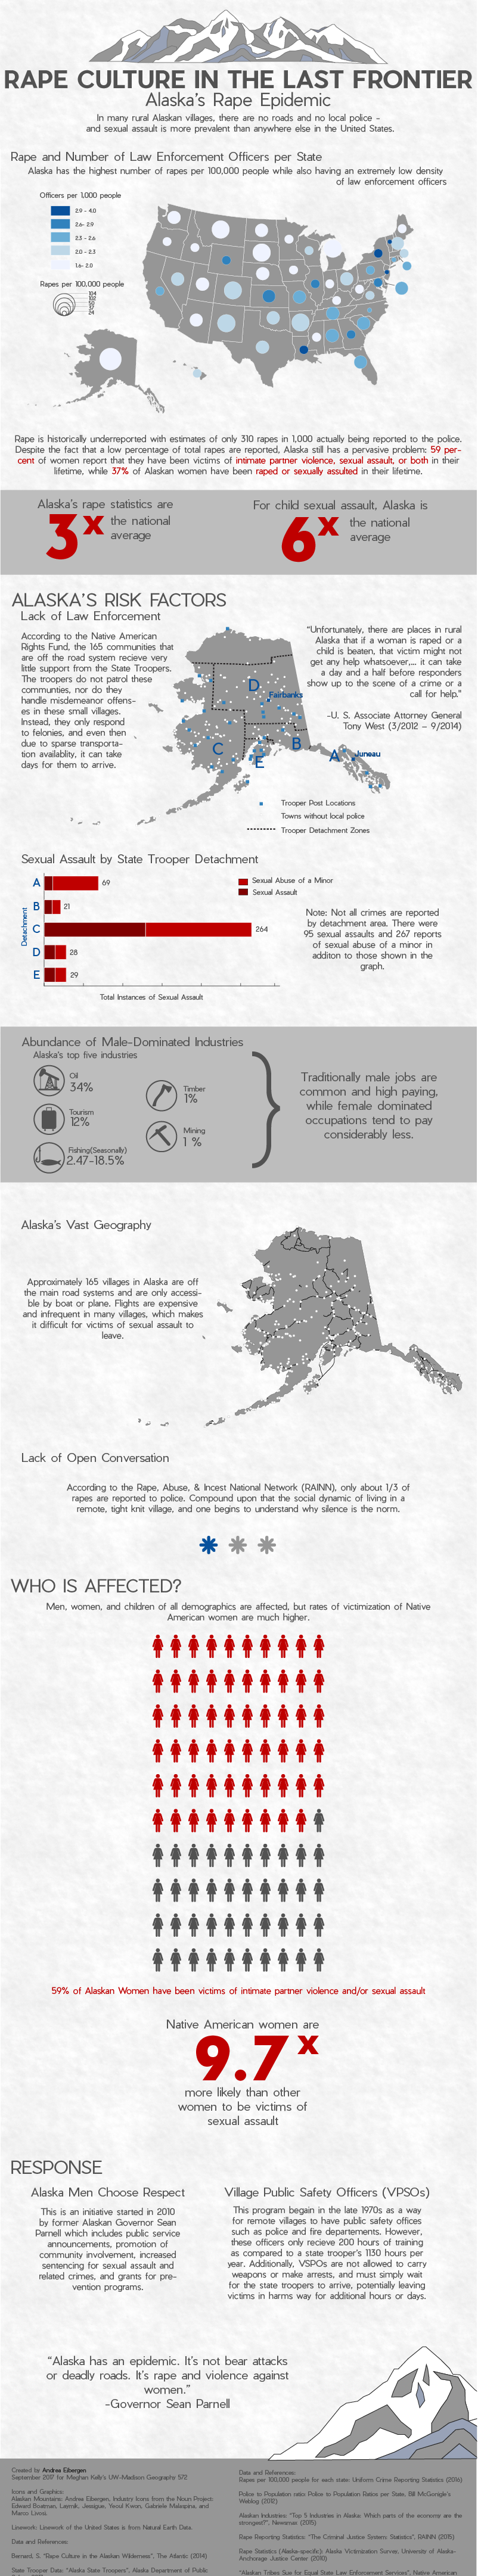 RAPE CULTURE IN THE LAST FRONTIER
Alaska's Rape Epidemic
In many rural Alaskan villages, there are no roads and no local police -
and sexual assault is more prevalent than anywhere else in the United States.
Rape and Number of Law Enforcement Officers per State
Alaska has the highest number of rapes per 100,000 people while also having an extremely low density
of law enforcement officers
Officers per 1,000 people
2.9 - 4.0
2.6- 2.9
2.3 - 2.6
2.0 - 2.3
1.6- 2.0
Rapes per 100,000 people
104
24
Rape is historically underreported with estimates of only 310 rapes in 1,000 actually being reported to the police.
Despite the fact that a low percentage of total rapes are reported, Alaska still has a pervasive problem: 59 per-
cent of women report that they have been victims of intimate partner violence, sexual assault, or both in their
lifetime, while 37% of Alaskan women have been raped or sexually assulted in their lifetime.
Alaska's rape statistics are
3x the national
average
For child sexual assault, Alaska is
6x the national
average
ALASKA'S RISK FACTORS
Lack of Law Enforcement
According to the Native American
Rights Fund, the 165 communities that
are off the road system recieve very
little support from the State Troopers.
The troopers do not patrol these
communties, nor do they
handle misdemeanor offens-
es in these small villages.
Instead, they only respond
to felonies, and even then
due to sparse transporta-
tion availablity, it can take
days for them to arrive.
"Unfortunately, there are places in rural
Alaska that if a woman is raped or a
child is beaten, that victim might not
get any help whatsoever,... it can take
a day and a half before responders
show up to the scene of a crime or a
call for help."
-U. S. Associate Attorney General
Tony West (3/2012 - 9/2014)
D
Fairbanks
C
B
E
A
Juneau
Trooper Post Locations
Towns without local police
Trooper Detachment Zones
Sexual Assault by State Trooper Detachment
Sexual Abuse of a Minor
Sexual Assault
Detachment
A 69
B 21
C 264
D 28
E 29
Total Instances of Sexual Assault
Note: Not all crimes are reported
by detachment area. There were
95 sexual assaults and 267 reports
of sexual abuse of a minor in
additon to those shown in the
graph.
Abundance of Male-Dominated Industries
Alaska's top five industries
Oil
34%
Tourism
12%
Fishing(Seasonally)
2.47-18.5%
Timber
1%
Mining
1 %
Traditionally male jobs are
common and high paying,
while female dominated
occupations tend to pay
considerably less.
Alaska's Vast Geography
Approximately 165 villages in Alaska are off
the main road systems and are only accessi-
ble by boat or plane. Flights are expensive
and infrequent in many villages, which makes
it difficult for victims of sexual assault to
leave.
Lack of Open Conversation
According to the Rape, Abuse, & Incest National Network (RAINN), only about 1/3 of
rapes are reported to police. Compound upon that the social dynamic of living in a
remote, tight knit village, and one begins to understand why silence is the norm.
WHO IS AFFECTED?
Men, women, and children of all demographics are affected, but rates of victimization of Native
American women are much higher.
59% of Alaskan Women have been victims of intimate partner violence and/or sexual assault
Native American women are
9.7x
more likely than other
women to be victims of
sexual assault
RESPONSE
Alaska Men Choose Respect
This is an initiative started in 2010
by former Alaskan Governor Sean
Parnell which includes public service
announcements, promotion of
community involvement, increased
sentencing for sexual assault and
related crimes, and grants for pre-
vention programs.
Village Public Safety Officers (VPSOs)
This program begain in the late 1970s as a way
for remote villages to have public safety offices
such as police and fire departments. However,
these officers only recieve 200 hours of training
as compared to a state trooper's 1130 hours per
year. Additionally, VSPOs are not allowed to carry
weapons or make arrests, and must simply wait
for the state troopers to arrive, potentially leaving
victims in harms way for additional hours or days.
"Alaska has an epidemic. It's not bear attacks
or deadly roads. It's rape and violence against
women."
-Governor Sean Parnell
Created by Andrea Eibergen
September 2017 for Meghan Kelly's UW-Madison Geography 572
Icons and Graphics:
Alaskan Mountains: Andrea Eibergen, Industry Icons from the Noun Project:
Edward Boatman, Lastnik, Jessigue, Yeoul Kwon, Gabriele Malaspina, and
Marco Livolsi.
Linework: Linework of the United States is from Natural Earth Data.
Data and References:
Bernard, S. "Rape Culture in the Alaskan Wilderness", The Atlantic (2014)
State Trooper Data: "Alaska State Troopers", Alaska Department of Public
Data and References:
Rapes per 100,000 people for each state: Uniform Crime Reporting Statistics (2016)
Police to Population ratio: Police to Population Ratios per State, Bill McGonigle's
Weblog (2012)
Alaskan Industries: "Top 5 Industries in Alaska: Which parts of the economy are the
strongest?", Newsmax (2015)
Rape Reporting Statistics: "The Criminal Justice System: Statistics", RAINN (2015)
Rape Statistics (Alaska-specific): Alaska Victimization Survey, University of Alaska-
Anchorage Justice Center (2010)
"Alaskan Tribes Sue for Equal State Law Enforcement Services", Native American